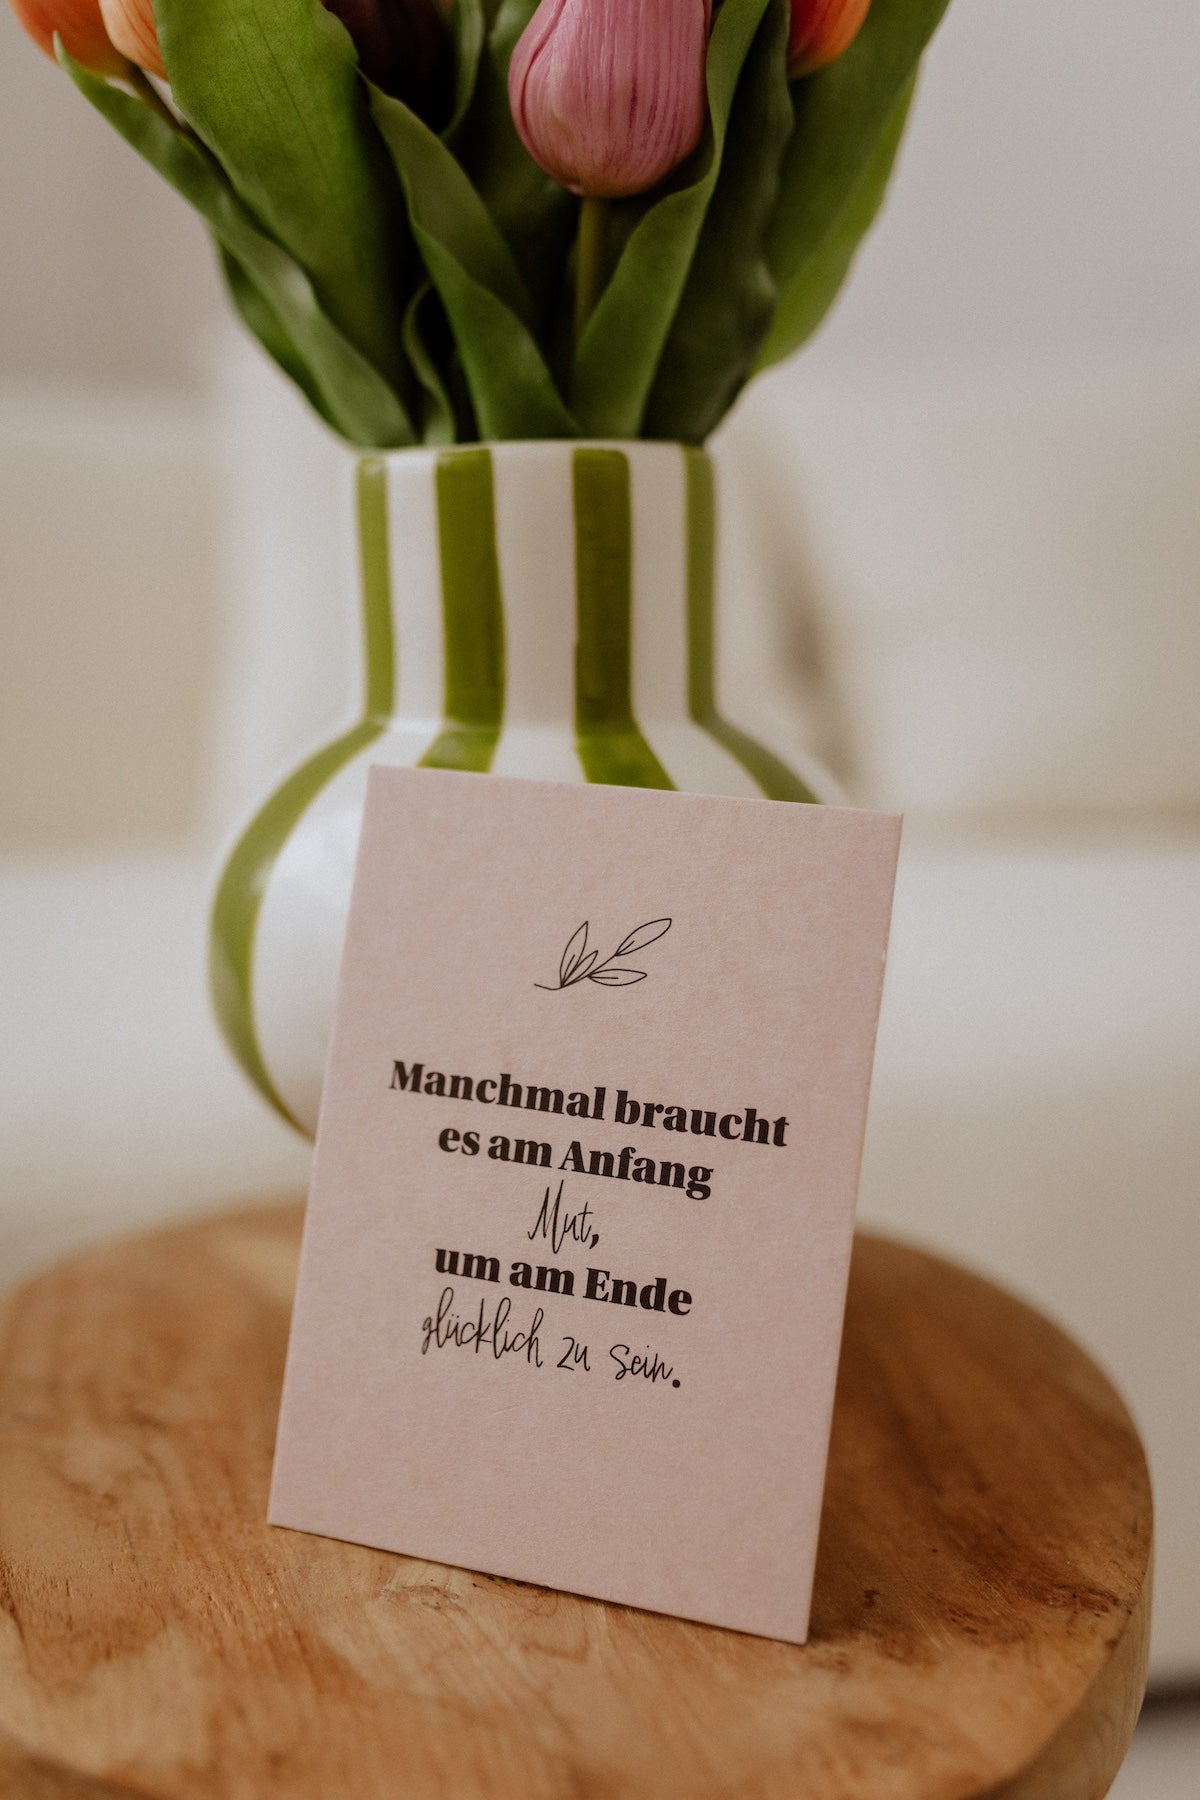 Manchmal braucht
es am Anfang
Mut,
um am Ende
glücklich zu sein.